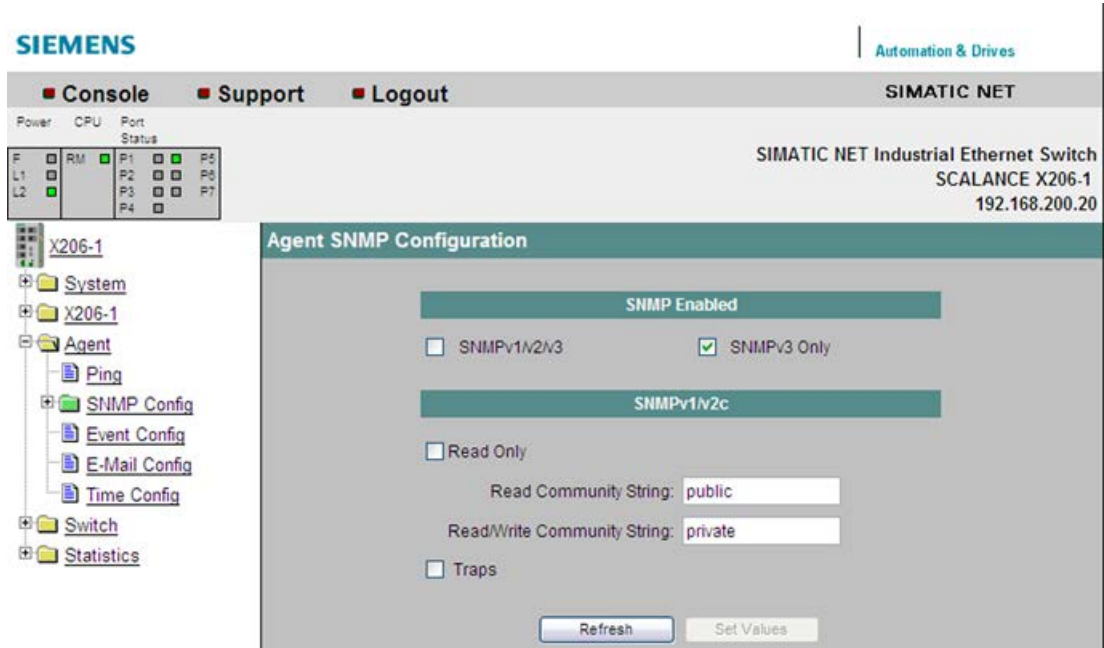 SIEMENS
Automation & Drives
Console Support Logout SIMATIC NET
Power CPU Port Status
F RM P1 P5
L1 P2 P6
L2 P3 P7
P4
SIMATIC NET Industrial Ethernet Switch
SCALANCE X206-1
192.168.200.20
X206-1
System
X206-1
Agent
Ping
SNMP Config
Event Config
E-Mail Config
Time Config
Switch
Statistics
Agent SNMP Configuration
SNMP Enabled
SNMPv1/v2/v3 SNMPv3 Only
SNMPv1/v2c
Read Only
Read Community String: public
Read/Write Community String: private
Traps
Refresh Set Values